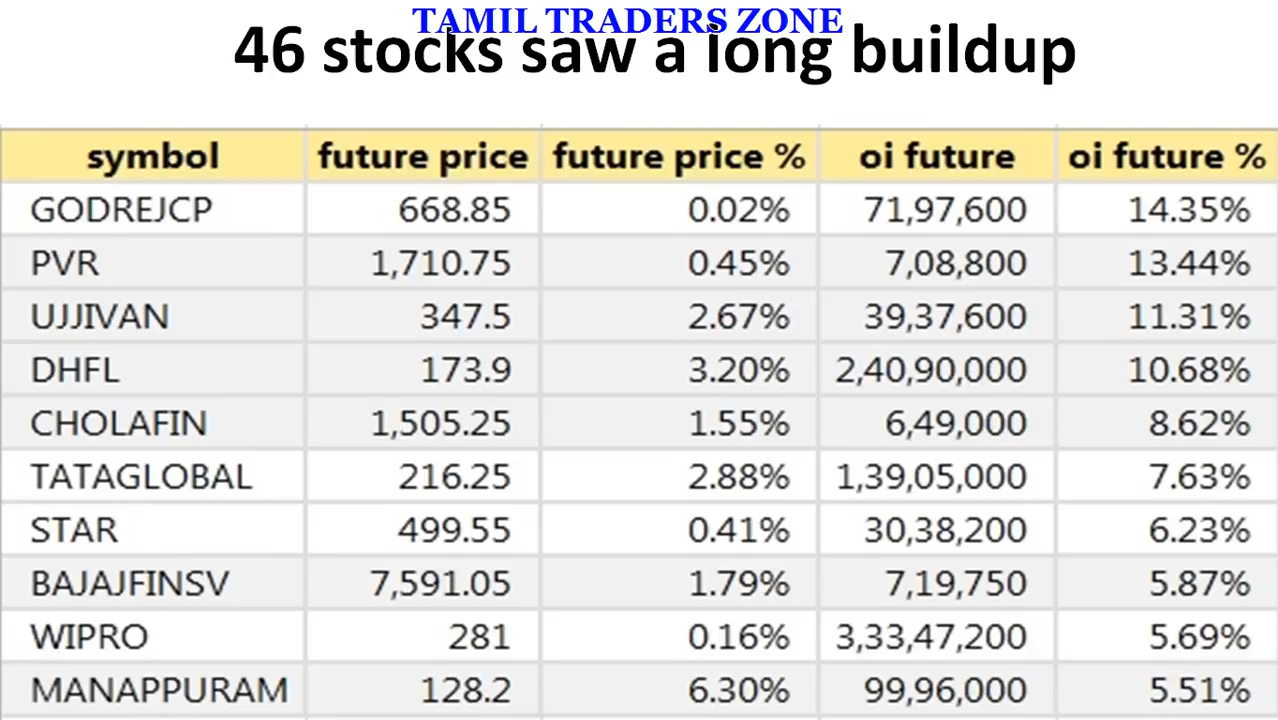 TAMIL TRADERS ZONE
46 stocks saw a long buildup
symbol future price future price % oi future oi future %
GODREJCP 668.85 0.02% 71,97,600 14.35%
PVR 1,710.75 0.45% 7,08,800 13.44%
UJJIVAN 347.5 2.67% 39,37,600 11.31%
DHFL 173.9 3.20% 2,40,90,000 10.68%
CHOLAFIN 1,505.25 1.55% 6,49,000 8.62%
TATAGLOBAL 216.25 2.88% 1,39,05,000 7.63%
STAR 499.55 0.41% 30,38,200 6.23%
BAJAJFINSV 7,591.05 1.79% 7,19,750 5.87%
WIPRO 281 0.16% 3,33,47,200 5.69%
MANAPPURAM 128.2 6.30% 99,96,000 5.51%